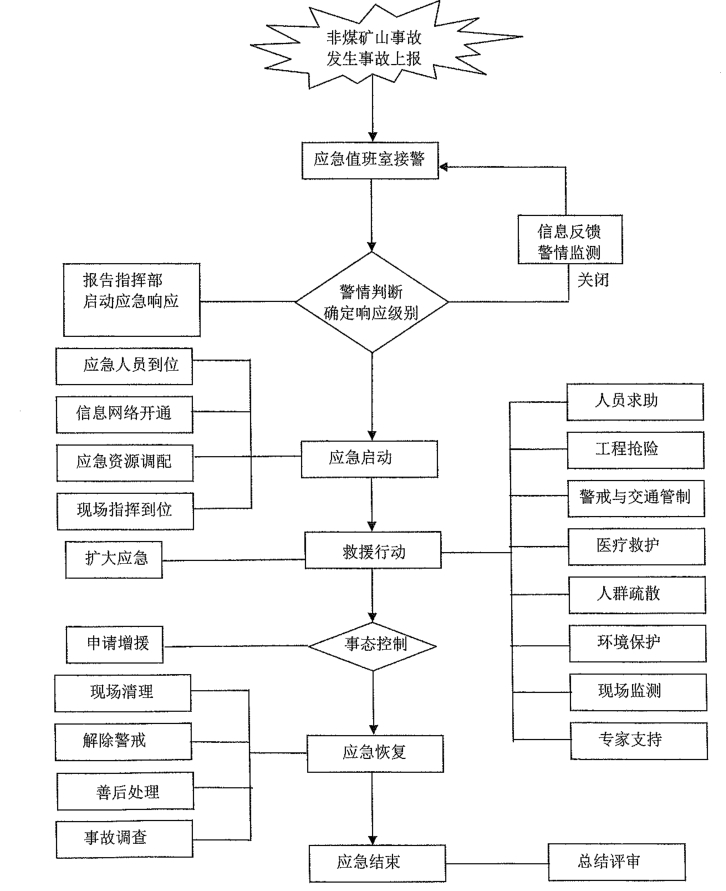 非煤矿山事故
发生事故上报
应急值班室接警
信息反馈
警情监测
关闭
报告指挥部
启动应急响应
警情判断
确定响应级别
应急人员到位
信息网络开通
应急资源调配
现场指挥到位
应急启动
人员求助
工程抢险
警戒与交通管制
医疗救护
人群疏散
环境保护
现场监测
专家支持
扩大应急
救援行动
申请增援
事态控制
现场清理
解除警戒
善后处理
事故调查
应急恢复
应急结束
总结评审